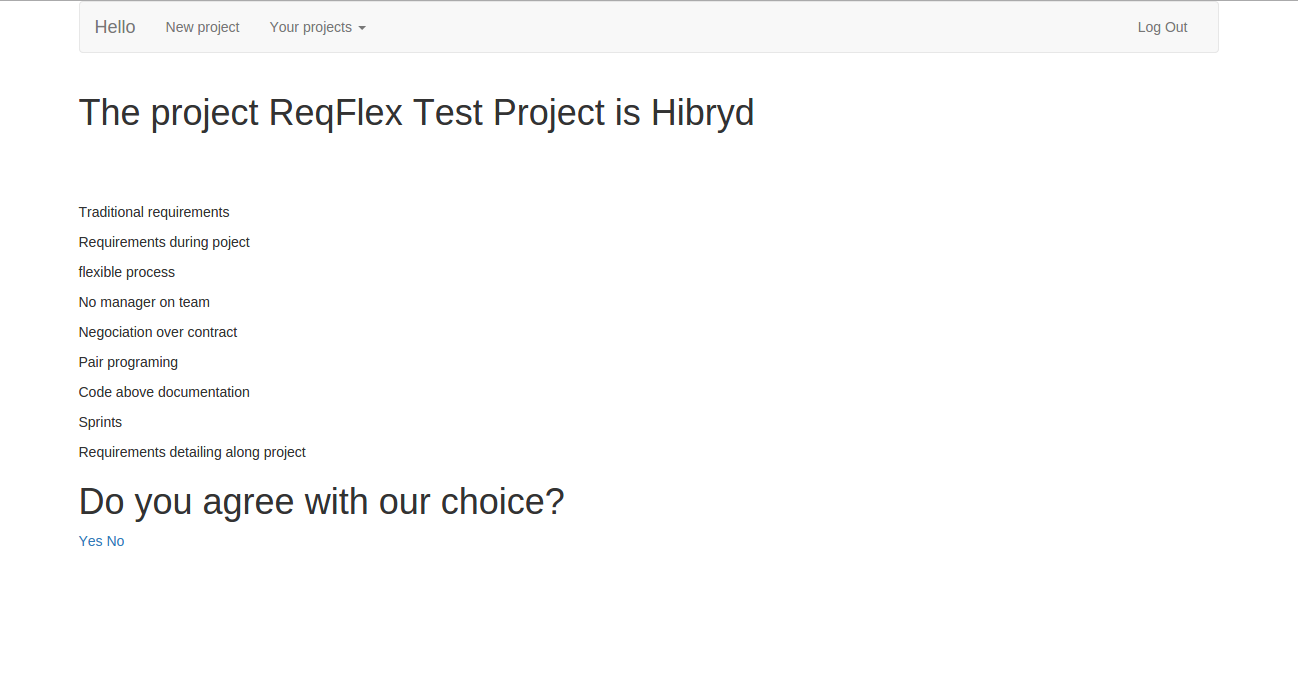 Hello New project Your projects Log Out
The project ReqFlex Test Project is Hibryd
Traditional requirements
Requirements during poject
flexible process
No manager on team
Negociation over contract
Pair programing
Code above documentation
Sprints
Requirements detailing along project
Do you agree with our choice?
Yes No